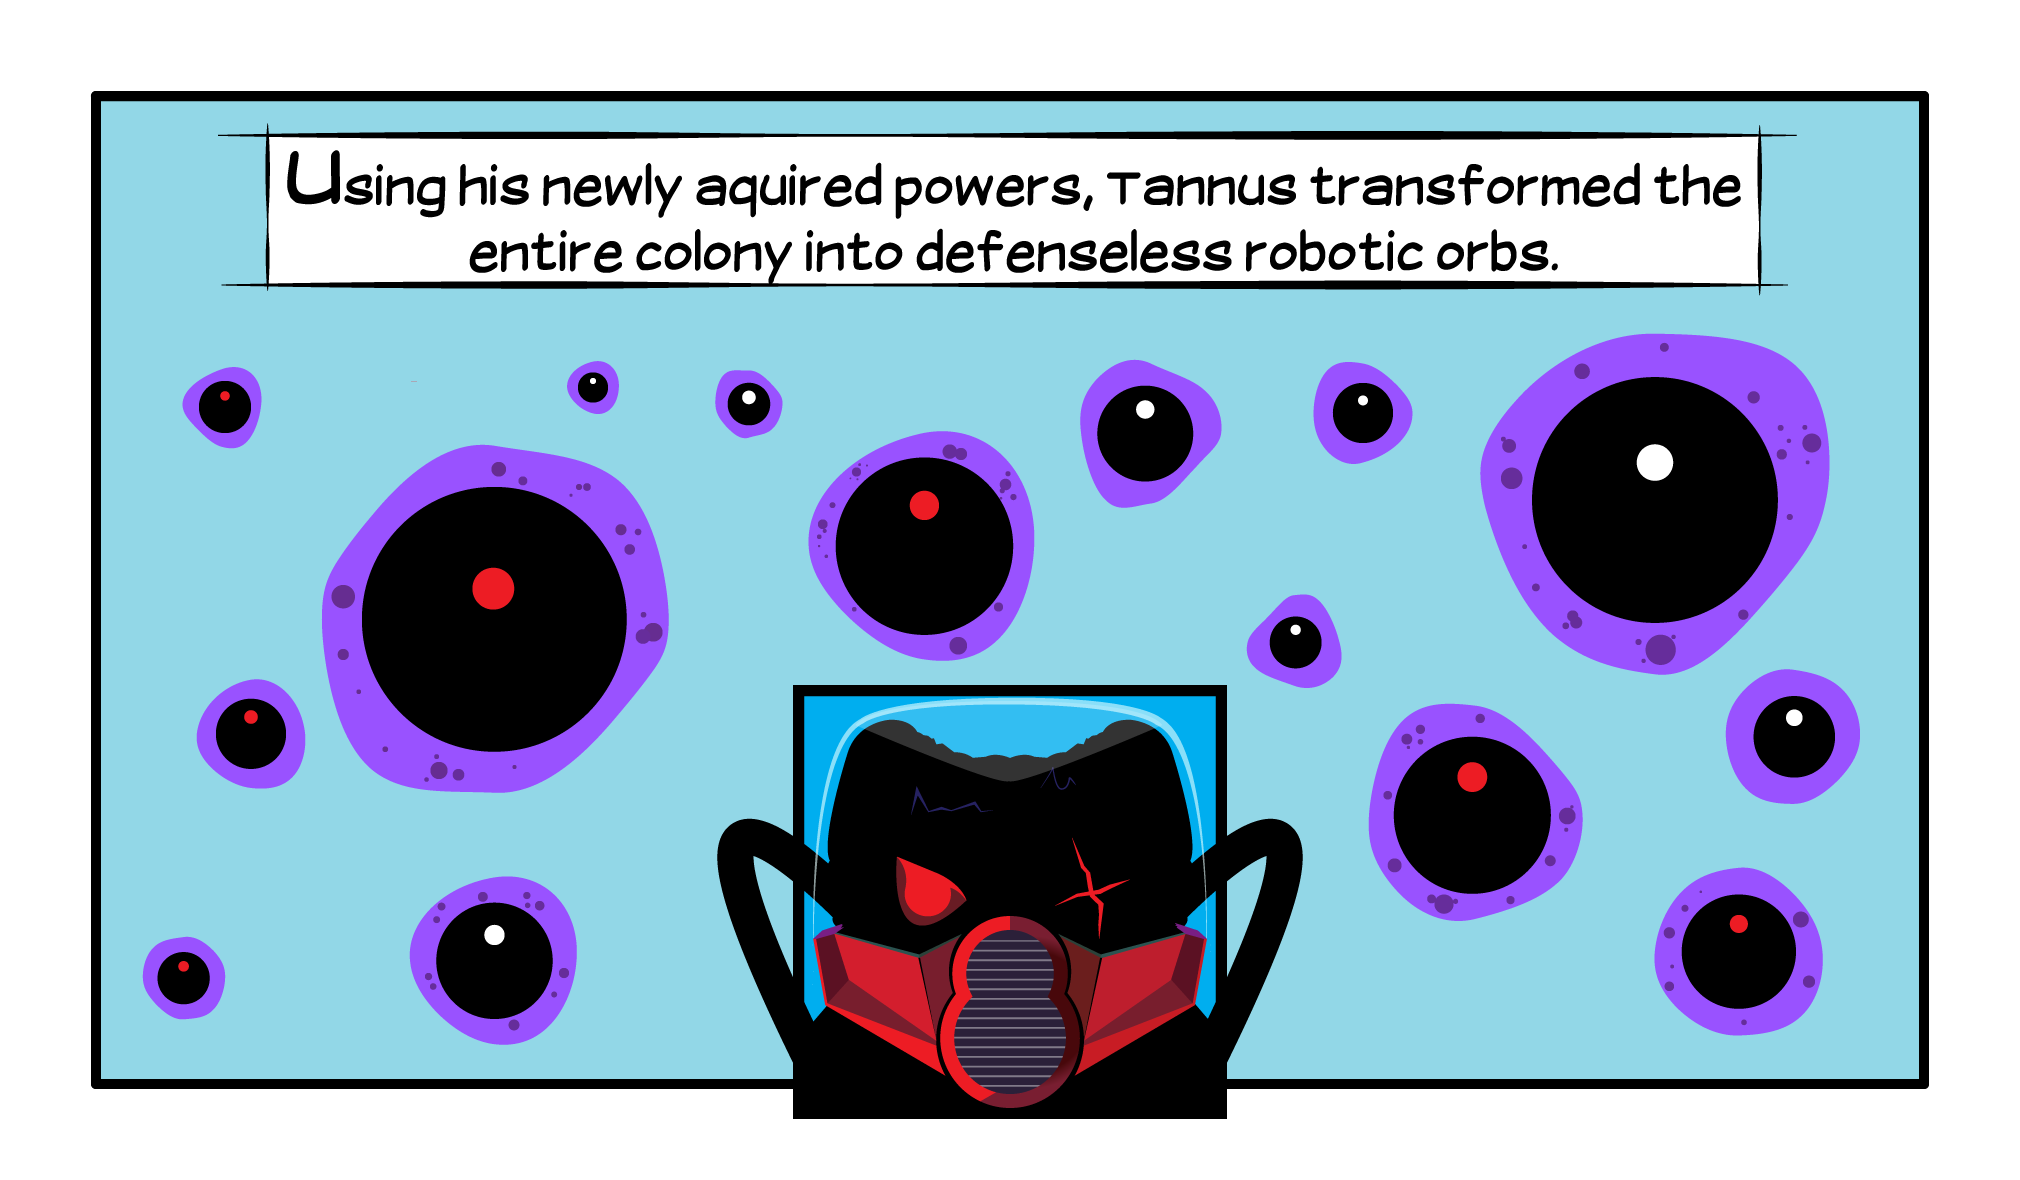 Using his newly aquired powers, Tannus transformed the
entire colony into defenseless robotic orbs.